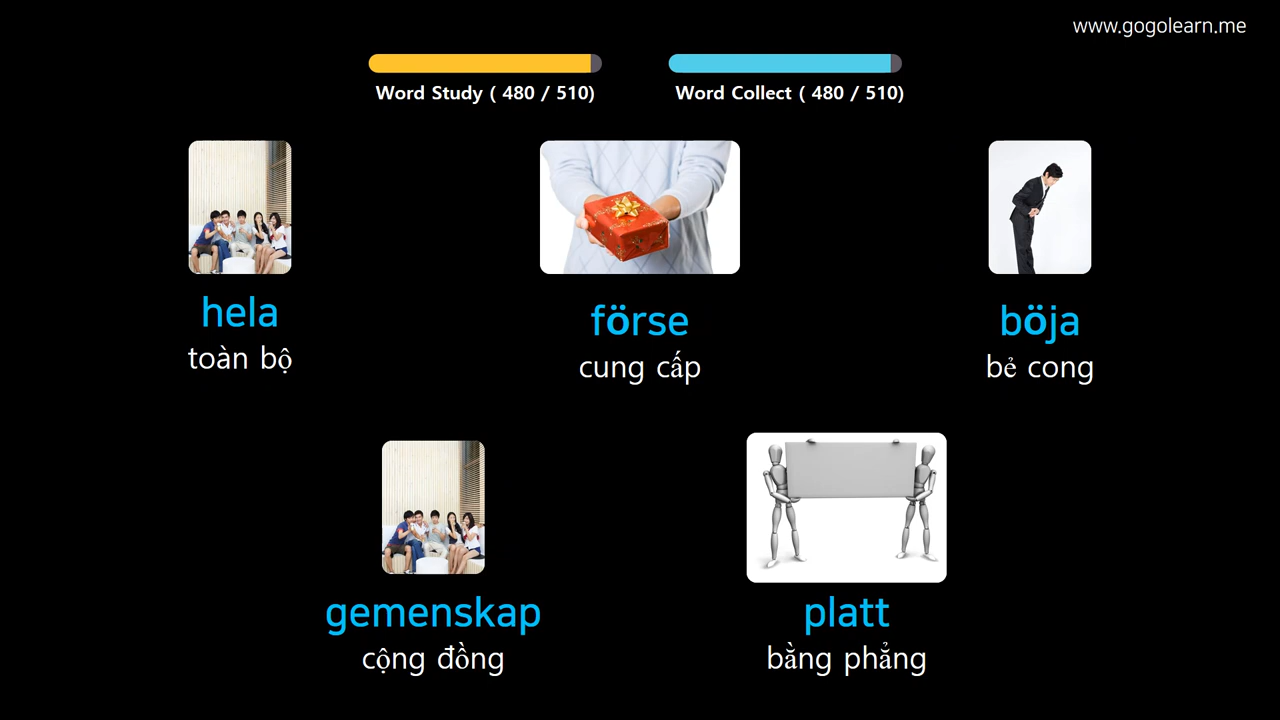 www.gogolearn.me
Word Study ( 480 / 510)
Word Collect ( 480 / 510)
hela
toàn bộ
förse
cung cấp
böja
bẻ cong
gemenskap
cộng đồng
platt
bằng phẳng